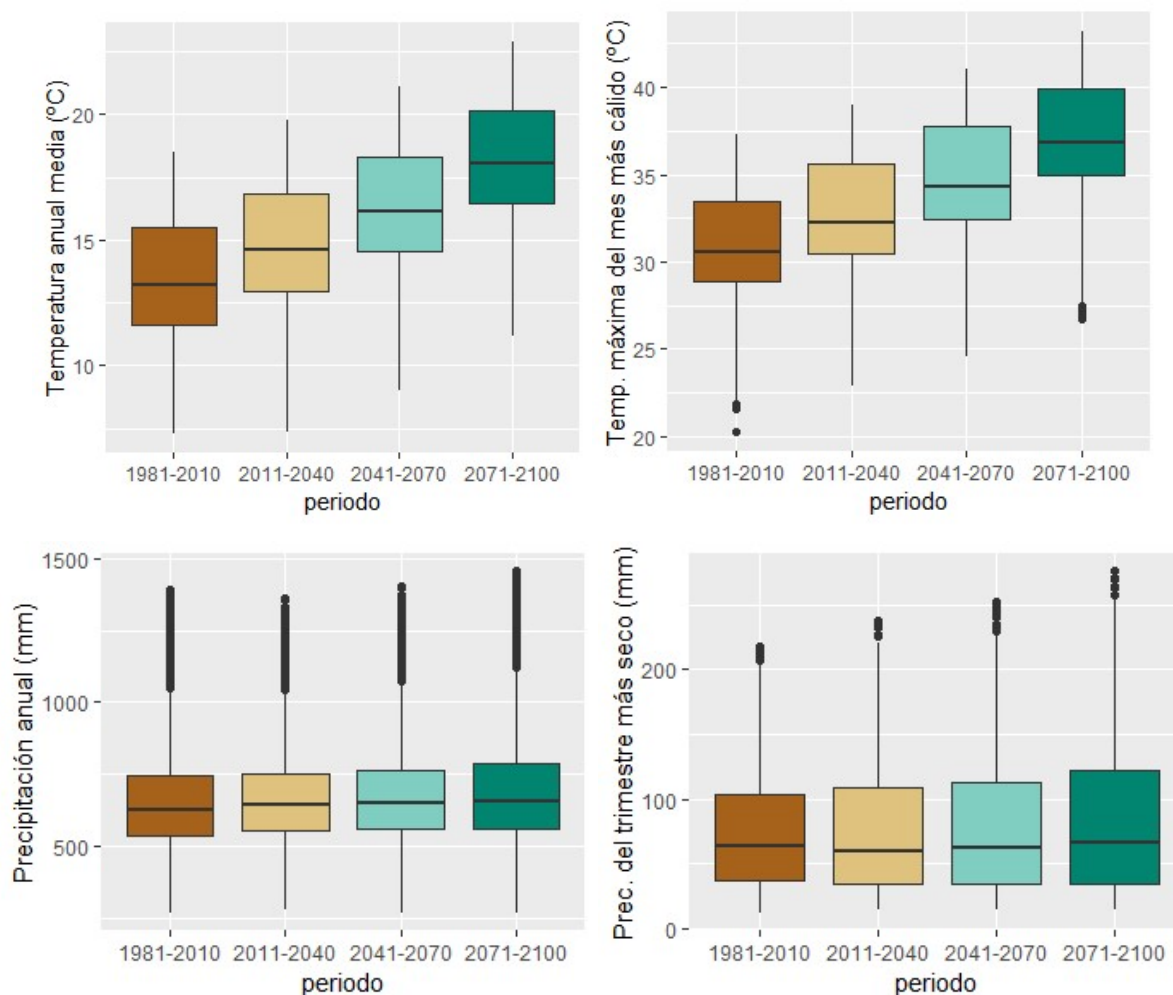 Temperatura anual media (ºC)
20
15
10
1981-2010 2011-2040 2041-2070 2071-2100
periodo
Temp. máxima del mes más cálido (ºC)
40
35
30
25
20
1981-2010 2011-2040 2041-2070 2071-2100
periodo
Precipitación anual (mm)
1500
1000
500
1981-2010 2011-2040 2041-2070 2071-2100
periodo
Prec. del trimestre más seco (mm)
200
100
0
1981-2010 2011-2040 2041-2070 2071-2100
periodo